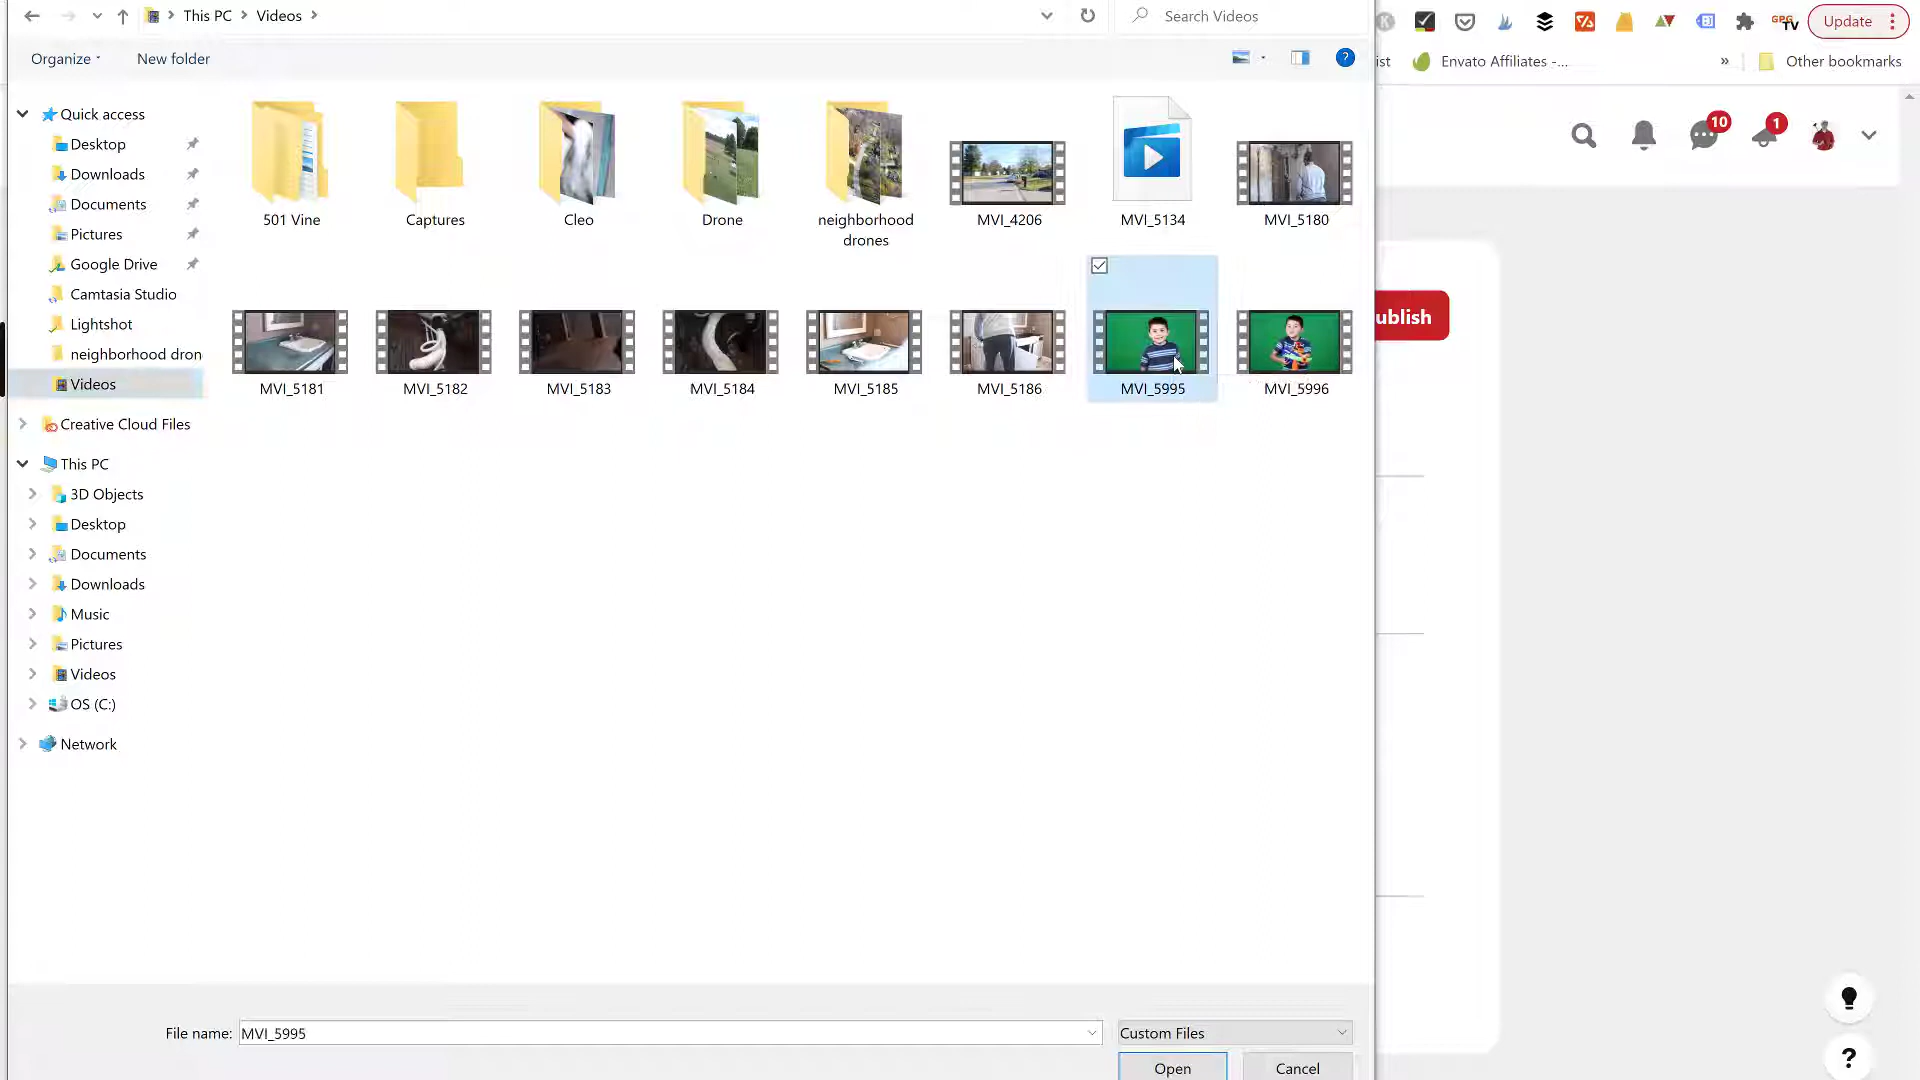 This PC
Videos
Search Videos
GPG
TV
Update
Organize
New folder
?
ist
Envato Affiliates -...
»
Other bookmarks
Quick access
Desktop
Downloads
Documents
Pictures
Google Drive
Camtasia Studio
Lightshot
neighborhood dron
Videos
Creative Cloud Files
This PC
3D Objects
Desktop
Documents
Downloads
Music
Pictures
Videos
OS (C:)
Network
501 Vine
Captures
Cleo
Drone
neighborhood
drones
MVI_4206
MVI_5134
MVI_5180
MVI_5181
MVI_5182
MVI_5183
MVI_5184
MVI_5185
MVI_5186
MVI_5995
MVI_5996
10
1
ublish
File name:
MVI_5995
Custom Files
Open
Cancel
?